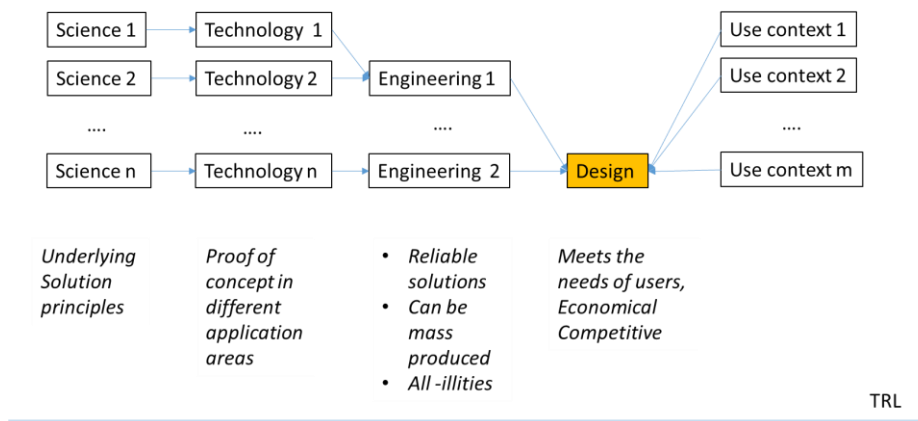 Science 1
Technology 1
Use context 1
Science 2
Technology 2
Engineering 1
Use context 2
....
....
....
....
Science n
Technology n
Engineering 2
Design
Use context m
Underlying
Solution
principles
Proof of
concept in
different
application
areas
• Reliable
solutions
• Can be
mass
produced
• All -illities
Meets the
needs of users,
Economical
Competitive
TRL